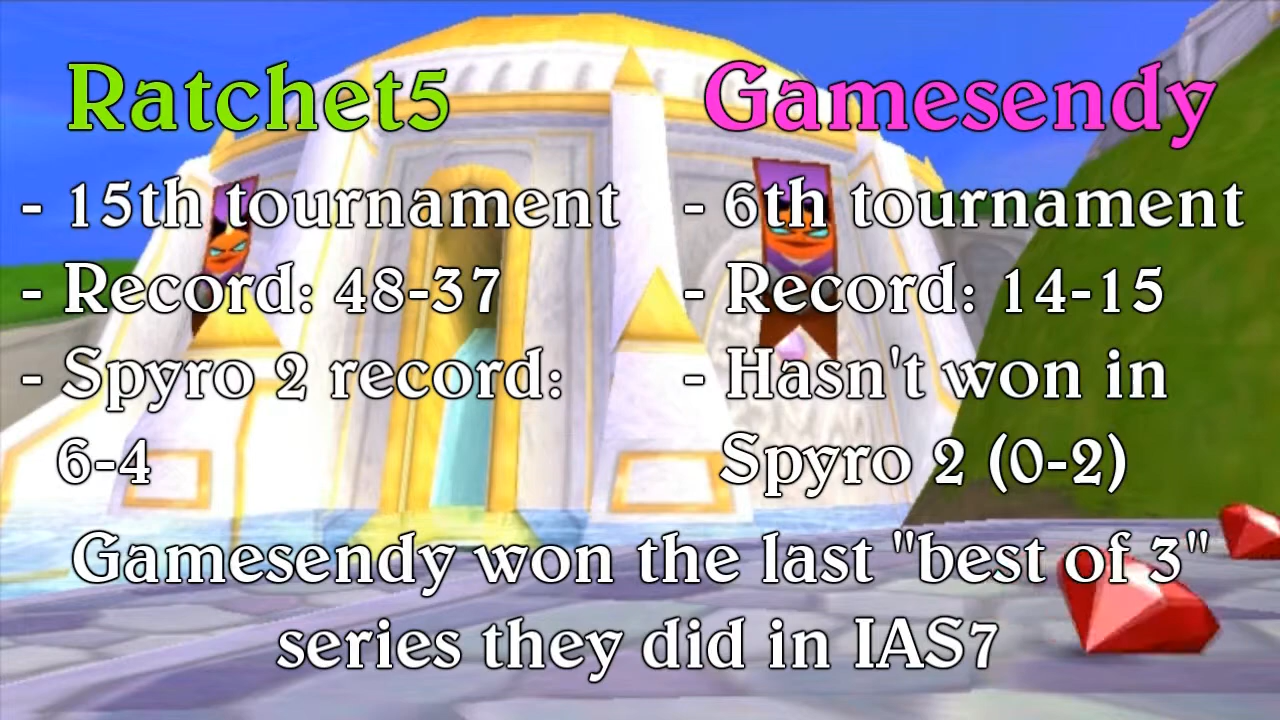 Ratchet5
- 15th tournament
- Record: 48-37
- Spyro 2 record:
6-4
Gamesendy
- 6th tournament
- Record: 14-15
- Hasn't won in
Spyro 2 (0-2)
Gamesendy won the last "best of 3"
series they did in IAS7